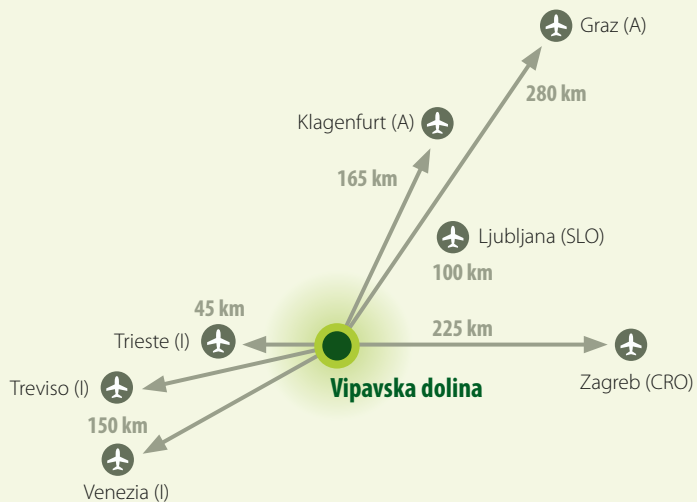 Graz (A)
280 km
Klagenfurt (A)
165 km
Ljubljana (SLO)
100 km
45 km
225 km
Trieste (I)
Treviso (I)
Vipavska dolina
Zagreb (CRO)
150 km
Venezia (I)